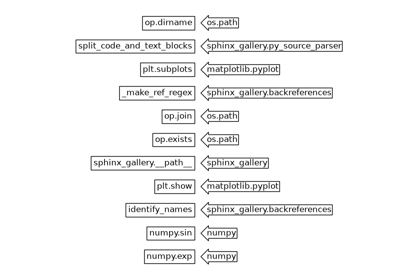 op.dirname os.path
split_code_and_text_blocks sphinx_gallery.py_source_parser
plt.subplots matplotlib.pyplot
_make_ref_regex sphinx_gallery.backreferences
op.join os.path
op.exists os.path
sphinx_gallery.__path__ sphinx_gallery
plt.show matplotlib.pyplot
identify_names sphinx_gallery.backreferences
numpy.sin numpy
numpy.exp numpy